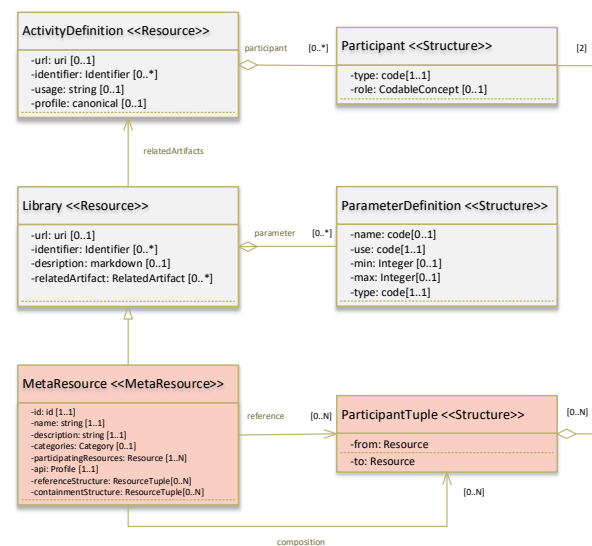 ActivityDefinition <<Resource>>
-url: uri [0..1]
-identifier: Identifier [0..*]
-usage: string [0..1]
-profile: canonical [0..1]
participant
[0..*]
Participant <<Structure>>
-type: code[1..1]
-role: CodableConcept [0..1]
[2]
relatedArtifacts
Library <<Resource>>
-url: uri [0..1]
-identifier: Identifier [0..*]
-desription: markdown [0..1]
-relatedArtifact: RelatedArtifact [0..*]
parameter
[0..*]
ParameterDefinition <<Structure>>
-name: code[0..1]
-use: code[1..1]
-min: Integer [0..1]
-max: Integer[0..1]
-type: code[1..1]
MetaResource <<MetaResource>>
-id: id [1..1]
-name: string [1..1]
-description: string [1..1]
-categories: Category [0..1]
-participatingResources: Resource [1..N]
-api: Profile [1..1]
-referenceStructure: ResourceTuple[0..N]
-containmentStructure: ResourceTuple[0..N]
reference
[0..N]
ParticipantTuple <<Structure>>
-from: Resource
-to: Resource
[0..N]
[0..N]
composition